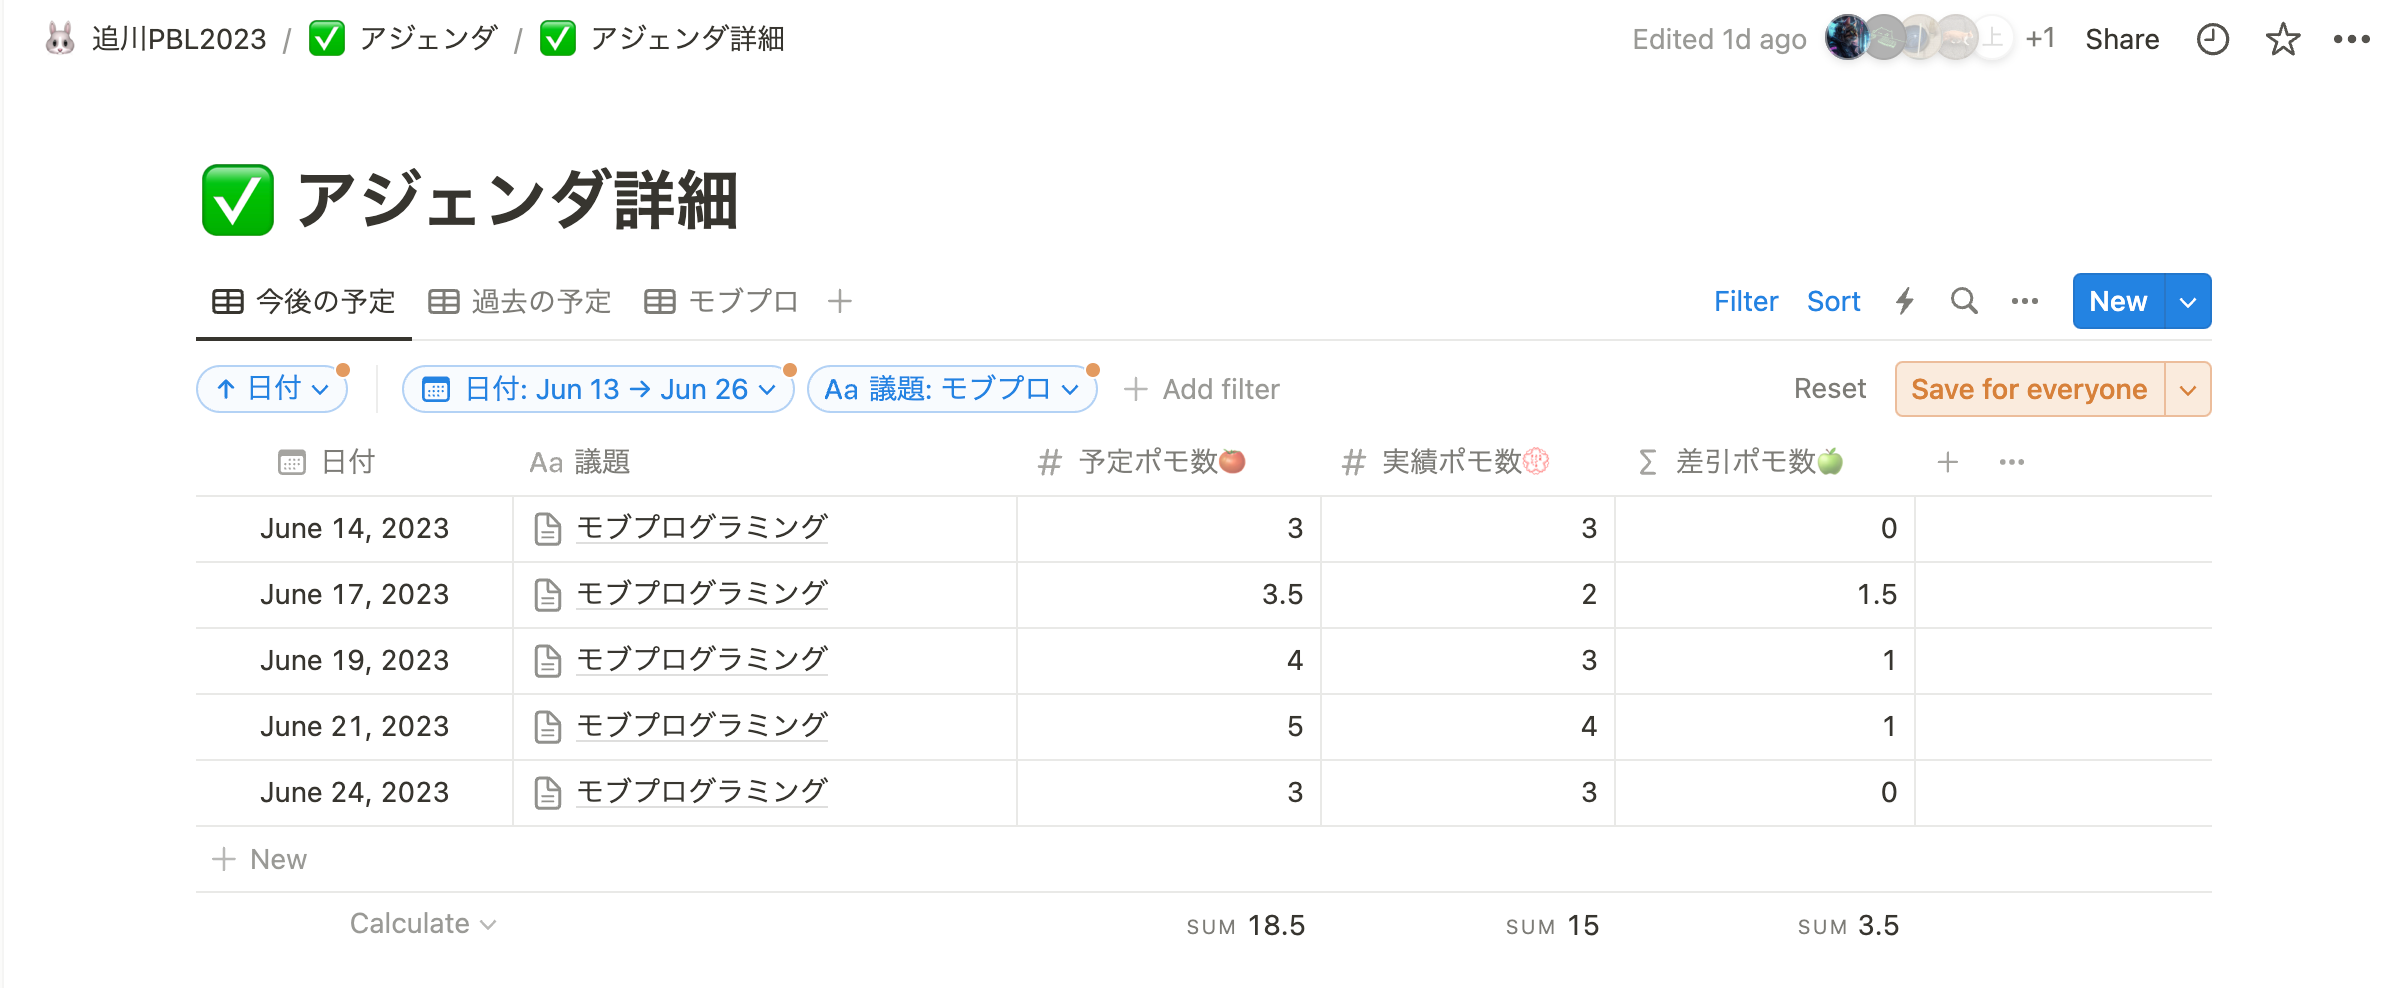 追川PBL2023 / アジェンダ / アジェンダ詳細 Edited 1d ago 上 +1 Share
アジェンダ詳細
今後の予定 過去の予定 モブプロ Filter Sort New
日付 日付: Jun 13 → Jun 26 Aa 議題: モブプロ Add filter Reset Save for everyone
日付 Aa 議題 # 予定ポモ数 # 実績ポモ数 Σ 差引ポモ数
June 14, 2023 モブプログラミング 3 3 0
June 17, 2023 モブプログラミング 3.5 2 1.5
June 19, 2023 モブプログラミング 4 3 1
June 21, 2023 モブプログラミング 5 4 1
June 24, 2023 モブプログラミング 3 3 0
New
Calculate SUM 18.5 SUM 15 SUM 3.5